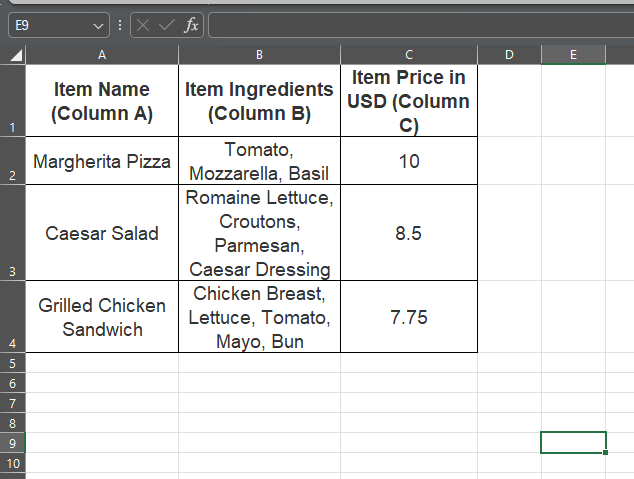 E9
fx
A B C D E
Item Name
(Column A)
Item Ingredients
(Column B)
Item Price in
USD (Column
C)
1
Margherita Pizza
Tomato,
Mozzarella, Basil
10
2
Caesar Salad
Romaine Lettuce,
Croutons,
Parmesan,
Caesar Dressing
8.5
3
Grilled Chicken
Sandwich
Chicken Breast,
Lettuce, Tomato,
Mayo, Bun
7.75
4
5
6
7
8
9
10